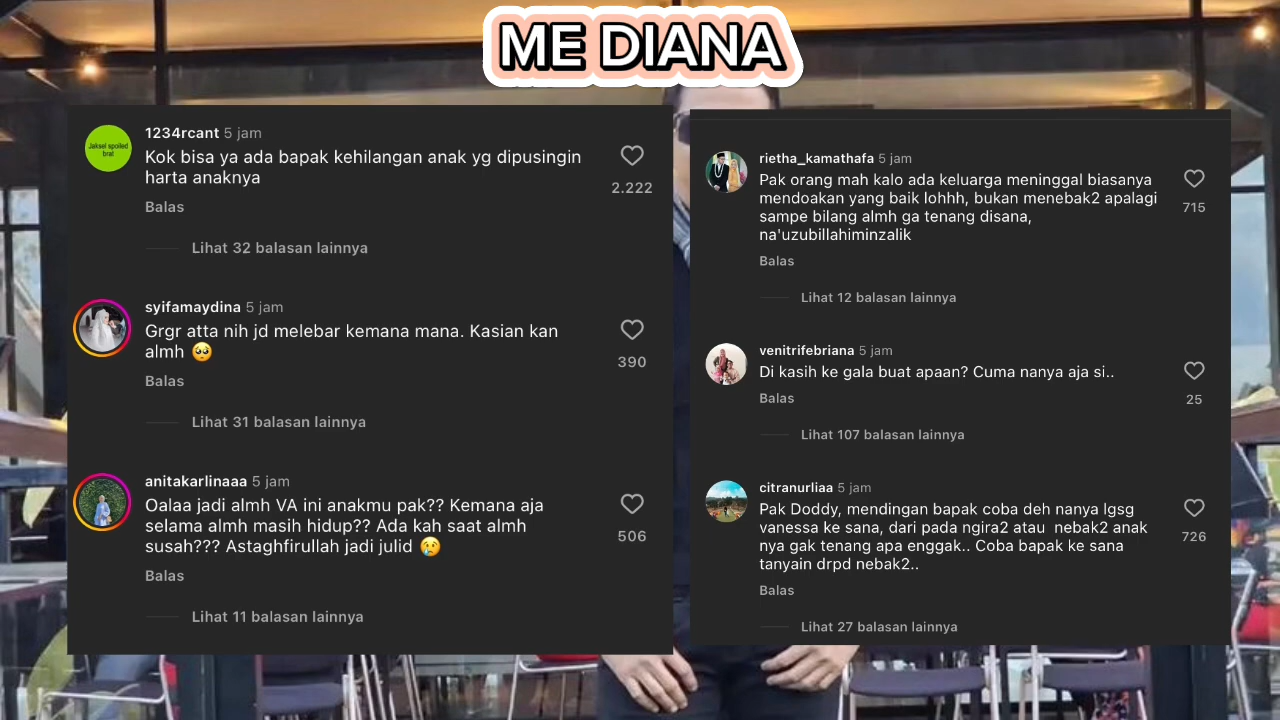 ME DIANA
Jaksel spoiled
brat
1234rcant 5 jam
Kok bisa ya ada bapak kehilangan anak yg dipusingin
harta anaknya
2.222
Balas
Lihat 32 balasan lainnya
syifamaydina 5 jam
Grgr atta nih jd melebar kemana mana. Kasian kan
almh 🥺
390
Balas
Lihat 31 balasan lainnya
anitakarlinaaa 5 jam
Oalaa jadi almh VA ini anakmu pak?? Kemana aja
selama almh masih hidup?? Ada kah saat almh
susah??? Astaghfirullah jadi julid 😢
506
Balas
Lihat 11 balasan lainnya
rietha_kamathafa 5 jam
Pak orang mah kalo ada keluarga meninggal biasanya
mendoakan yang baik lohhh, bukan menebak2 apalagi
sampe bilang almh ga tenang disana,
na'uzubillahiminzalik
715
Balas
Lihat 12 balasan lainnya
venitrifebriana 5 jam
Di kasih ke gala buat apaan? Cuma nanya aja si..
25
Balas
Lihat 107 balasan lainnya
citranurliaa 5 jam
Pak Doddy, mendingan bapak coba deh nanya lgsg
vanessa ke sana, dari pada ngira2 atau  nebak2 anak
nya gak tenang apa enggak.. Coba bapak ke sana
tanyain drpd nebak2..
726
Balas
Lihat 27 balasan lainnya